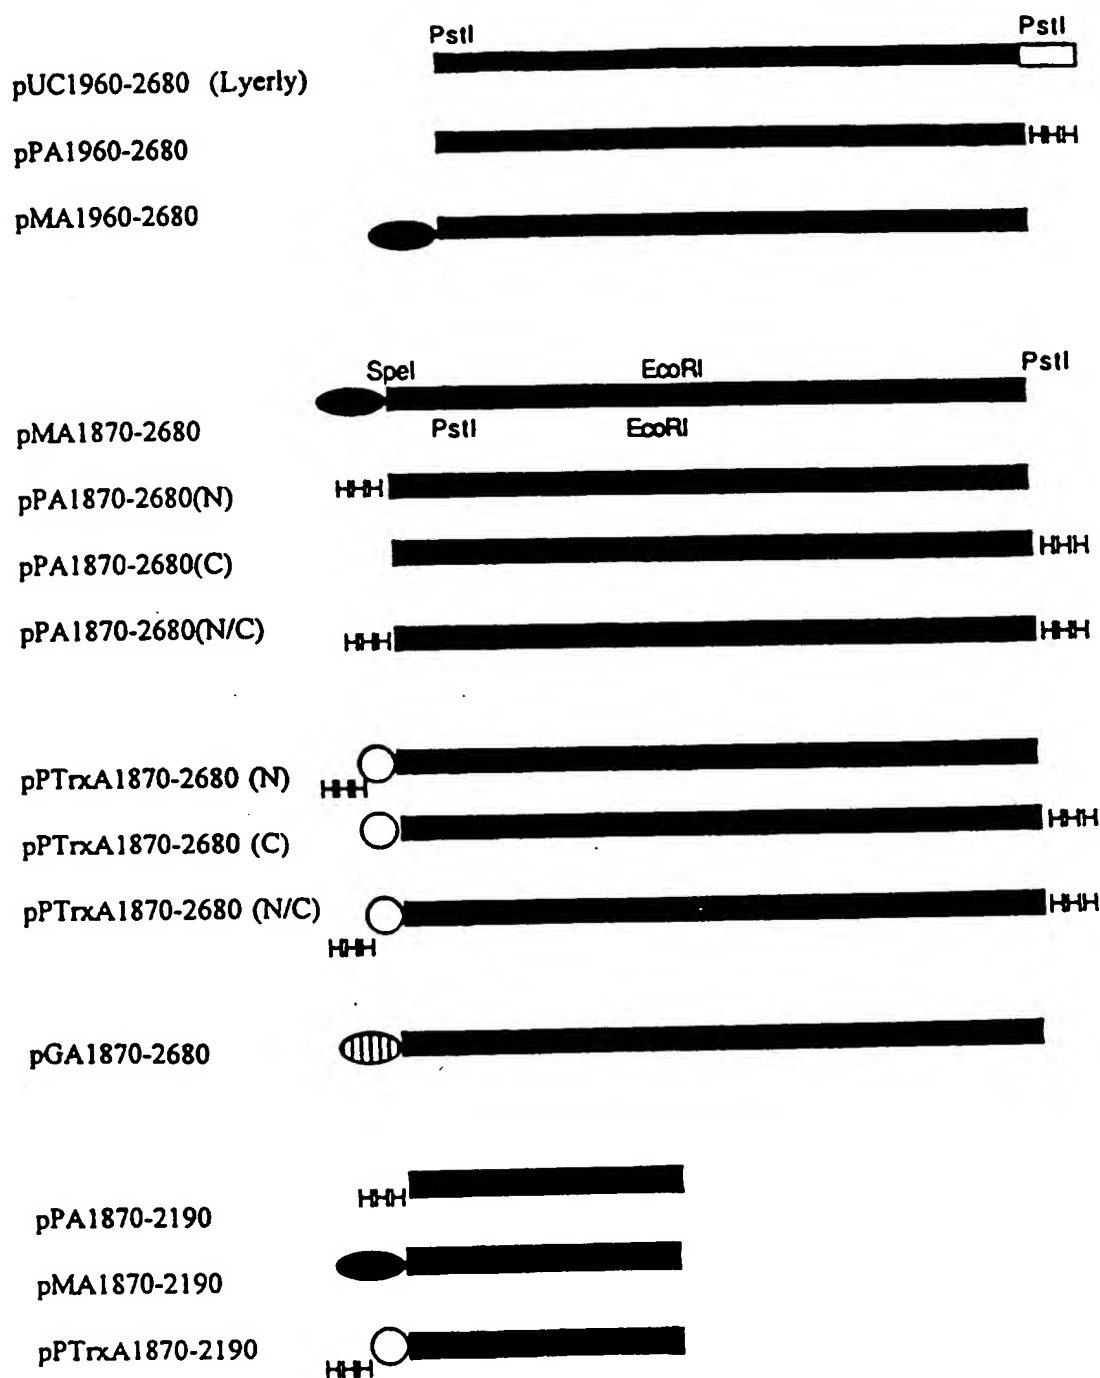 PstI PstI
pUC1960-2680 (Lyerly)
pPA1960-2680 HHH
pMA1960-2680
SpeI EcoRI PstI
pMA1870-2680 PstI EcoRI
pPA1870-2680(N) HHH
pPA1870-2680(C) HHH
pPA1870-2680(N/C) HHH HHH
pPTrxA1870-2680 (N) HHH
pPTrxA1870-2680 (C) HHH
pPTrxA1870-2680 (N/C) HHH
HHH
pGA1870-2680
pPA1870-2190 HHH
pMA1870-2190
pPTrxA1870-2190
HHH